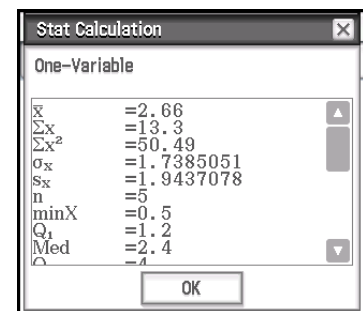 Stat Calculation
One-Variable
x̄ =2.66
Σx =13.3
Σx² =50.49
σx =1.7385051
sx =1.9437078
n =5
minX =0.5
Q₁ =1.2
Med =2.4
OK